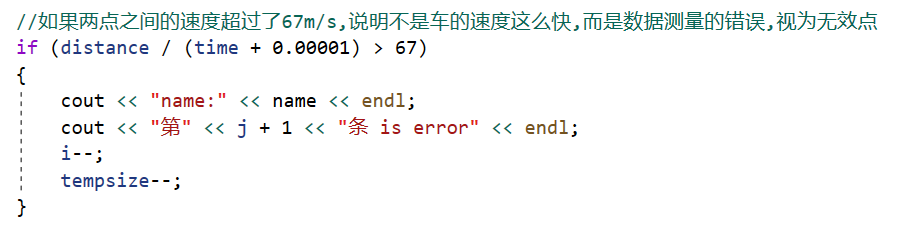 //如果两点之间的速度超过了67m/s,说明不是车的速度这么快,而是数据测量的错误,视为无效点
if (distance / (time + 0.00001) > 67)
{
    cout << "name:" << name << endl;
    cout << "第" << j + 1 << "条 is error" << endl;
    i--;
    tempsize--;
}